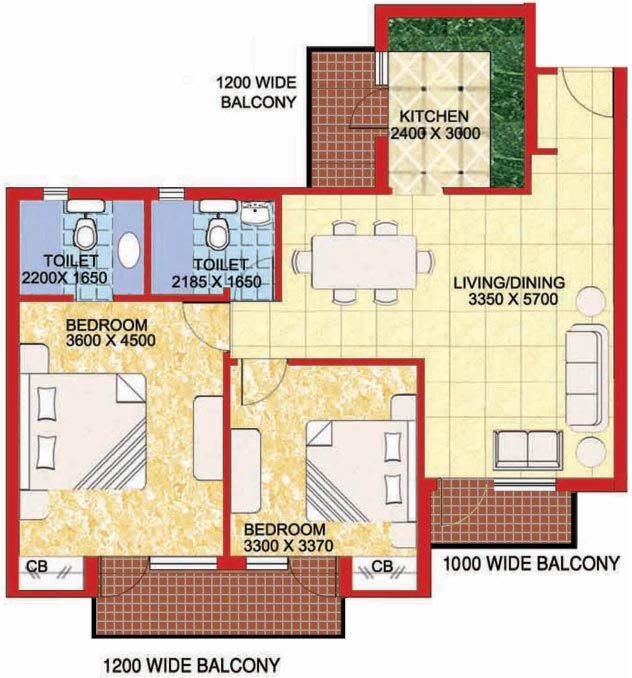 1200 WIDE
BALCONY
KITCHEN
2400 X 3000
TOILET
2200X 1650
TOILET
2185 X 1650
LIVING/DINING
3350 X 5700
BEDROOM
3600 X 4500
BEDROOM
3300 X 3370
CB
CB
1000 WIDE BALCONY
1200 WIDE BALCONY